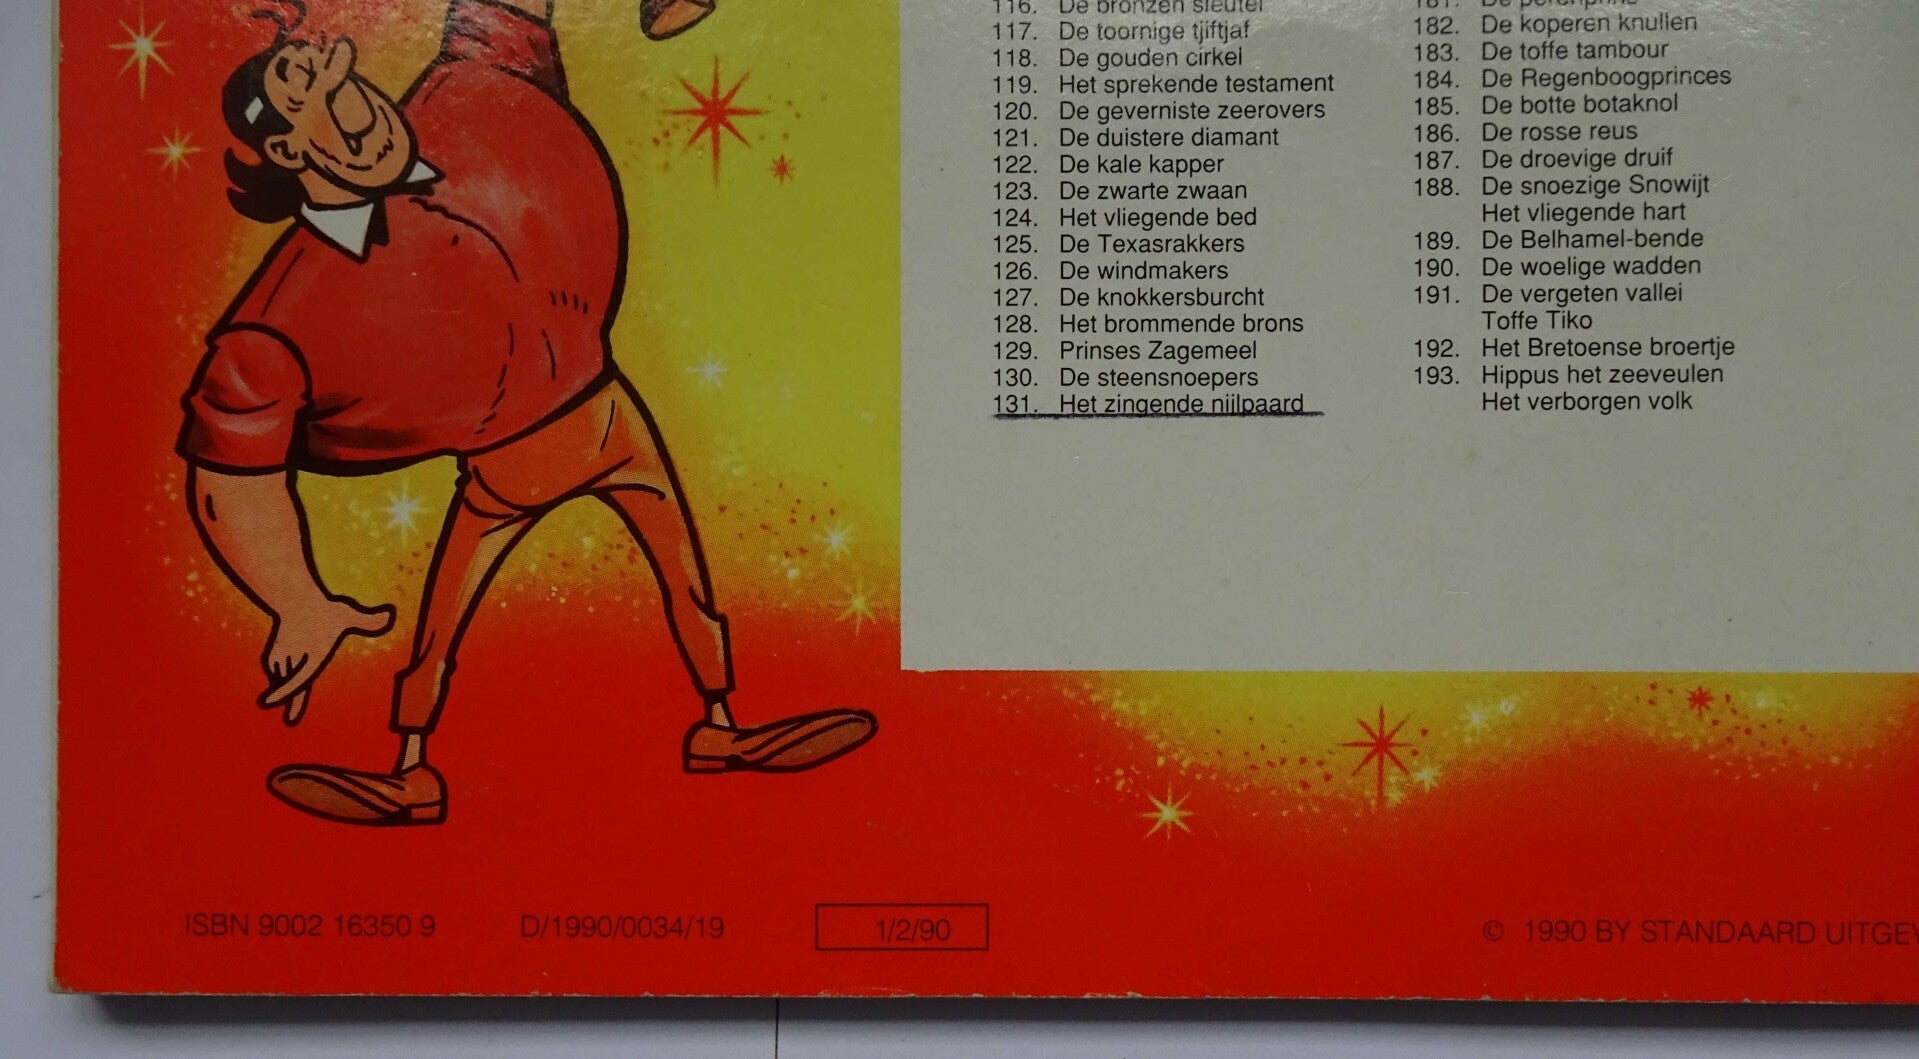 116. De bronzen sleutel
117. De toornige tjiftjaf
118. De gouden cirkel
119. Het sprekende testament
120. De geverniste zeerovers
121. De duistere diamant
122. De kale kapper
123. De zwarte zwaan
124. Het vliegende bed
125. De Texasrakkers
126. De windmakers
127. De knokkersburcht
128. Het brommende brons
129. Prinses Zagemeel
130. De steensnoepers
131. Het zingende nijlpaard
181. De perenprins
182. De koperen knullen
183. De toffe tambour
184. De Regenboogprinces
185. De botte botaknol
186. De rosse reus
187. De droevige druif
188. De snoezige Snowijt
Het vliegende hart
189. De Belhamel-bende
190. De woelige wadden
191. De vergeten vallei
Toffe Tiko
192. Het Bretoense broertje
193. Hippus het zeeveulen
Het verborgen volk
ISBN 9002 16350 9 D/1990/0034/19 1/2/90 © 1990 BY STANDAARD UITGEV